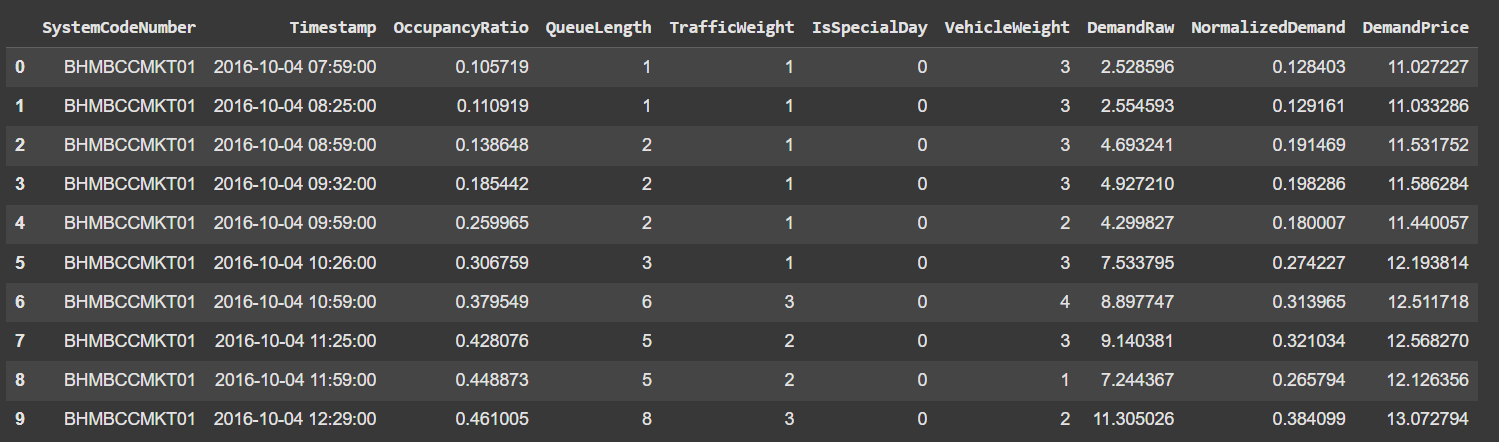 SystemCodeNumber Timestamp OccupancyRatio QueueLength TrafficWeight IsSpecialDay VehicleWeight DemandRaw NormalizedDemand DemandPrice
0 BHMBCCMKT01 2016-10-04 07:59:00 0.105719 1 1 0 3 2.528596 0.128403 11.027227
1 BHMBCCMKT01 2016-10-04 08:25:00 0.110919 1 1 0 3 2.554593 0.129161 11.033286
2 BHMBCCMKT01 2016-10-04 08:59:00 0.138648 2 1 0 3 4.693241 0.191469 11.531752
3 BHMBCCMKT01 2016-10-04 09:32:00 0.185442 2 1 0 3 4.927210 0.198286 11.586284
4 BHMBCCMKT01 2016-10-04 09:59:00 0.259965 2 1 0 2 4.299827 0.180007 11.440057
5 BHMBCCMKT01 2016-10-04 10:26:00 0.306759 3 1 0 3 7.533795 0.274227 12.193814
6 BHMBCCMKT01 2016-10-04 10:59:00 0.379549 6 3 0 4 8.897747 0.313965 12.511718
7 BHMBCCMKT01 2016-10-04 11:25:00 0.428076 5 2 0 3 9.140381 0.321034 12.568270
8 BHMBCCMKT01 2016-10-04 11:59:00 0.448873 5 2 0 1 7.244367 0.265794 12.126356
9 BHMBCCMKT01 2016-10-04 12:29:00 0.461005 8 3 0 2 11.305026 0.384099 13.072794